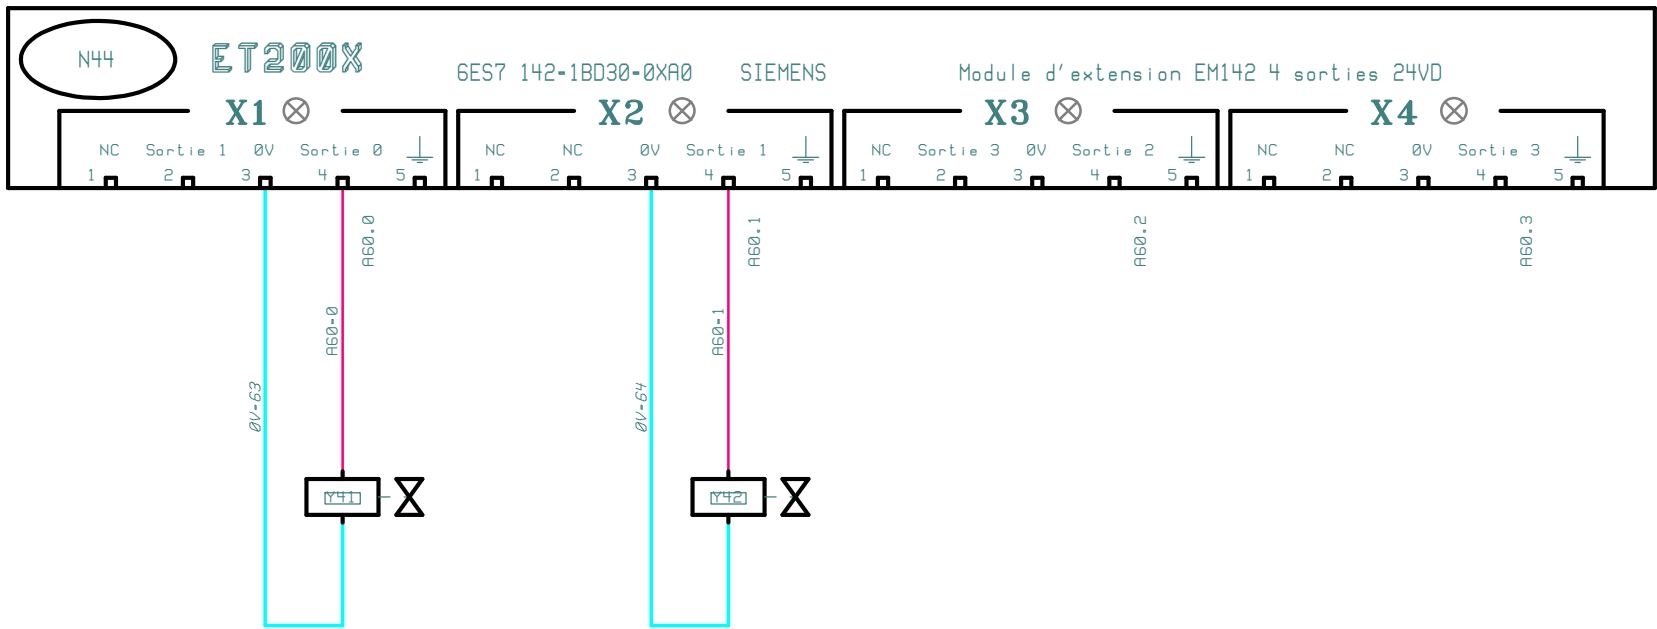 N44 ET200X 6ES7 142-1BD30-0XA0 SIEMENS Module d'extension EM142 4 sorties 24VD
X1 X2 X3 X4
NC Sortie 1 0V Sortie 0 NC NC 0V Sortie 1 NC Sortie 3 0V Sortie 2 NC NC 0V Sortie 3
1 2 3 4 5 1 2 3 4 5 1 2 3 4 5 1 2 3 4 5
A60.0 A60.1 A60.2 A60.3
A60-0 A60-1
0V-63 0V-64
Y41 Y42